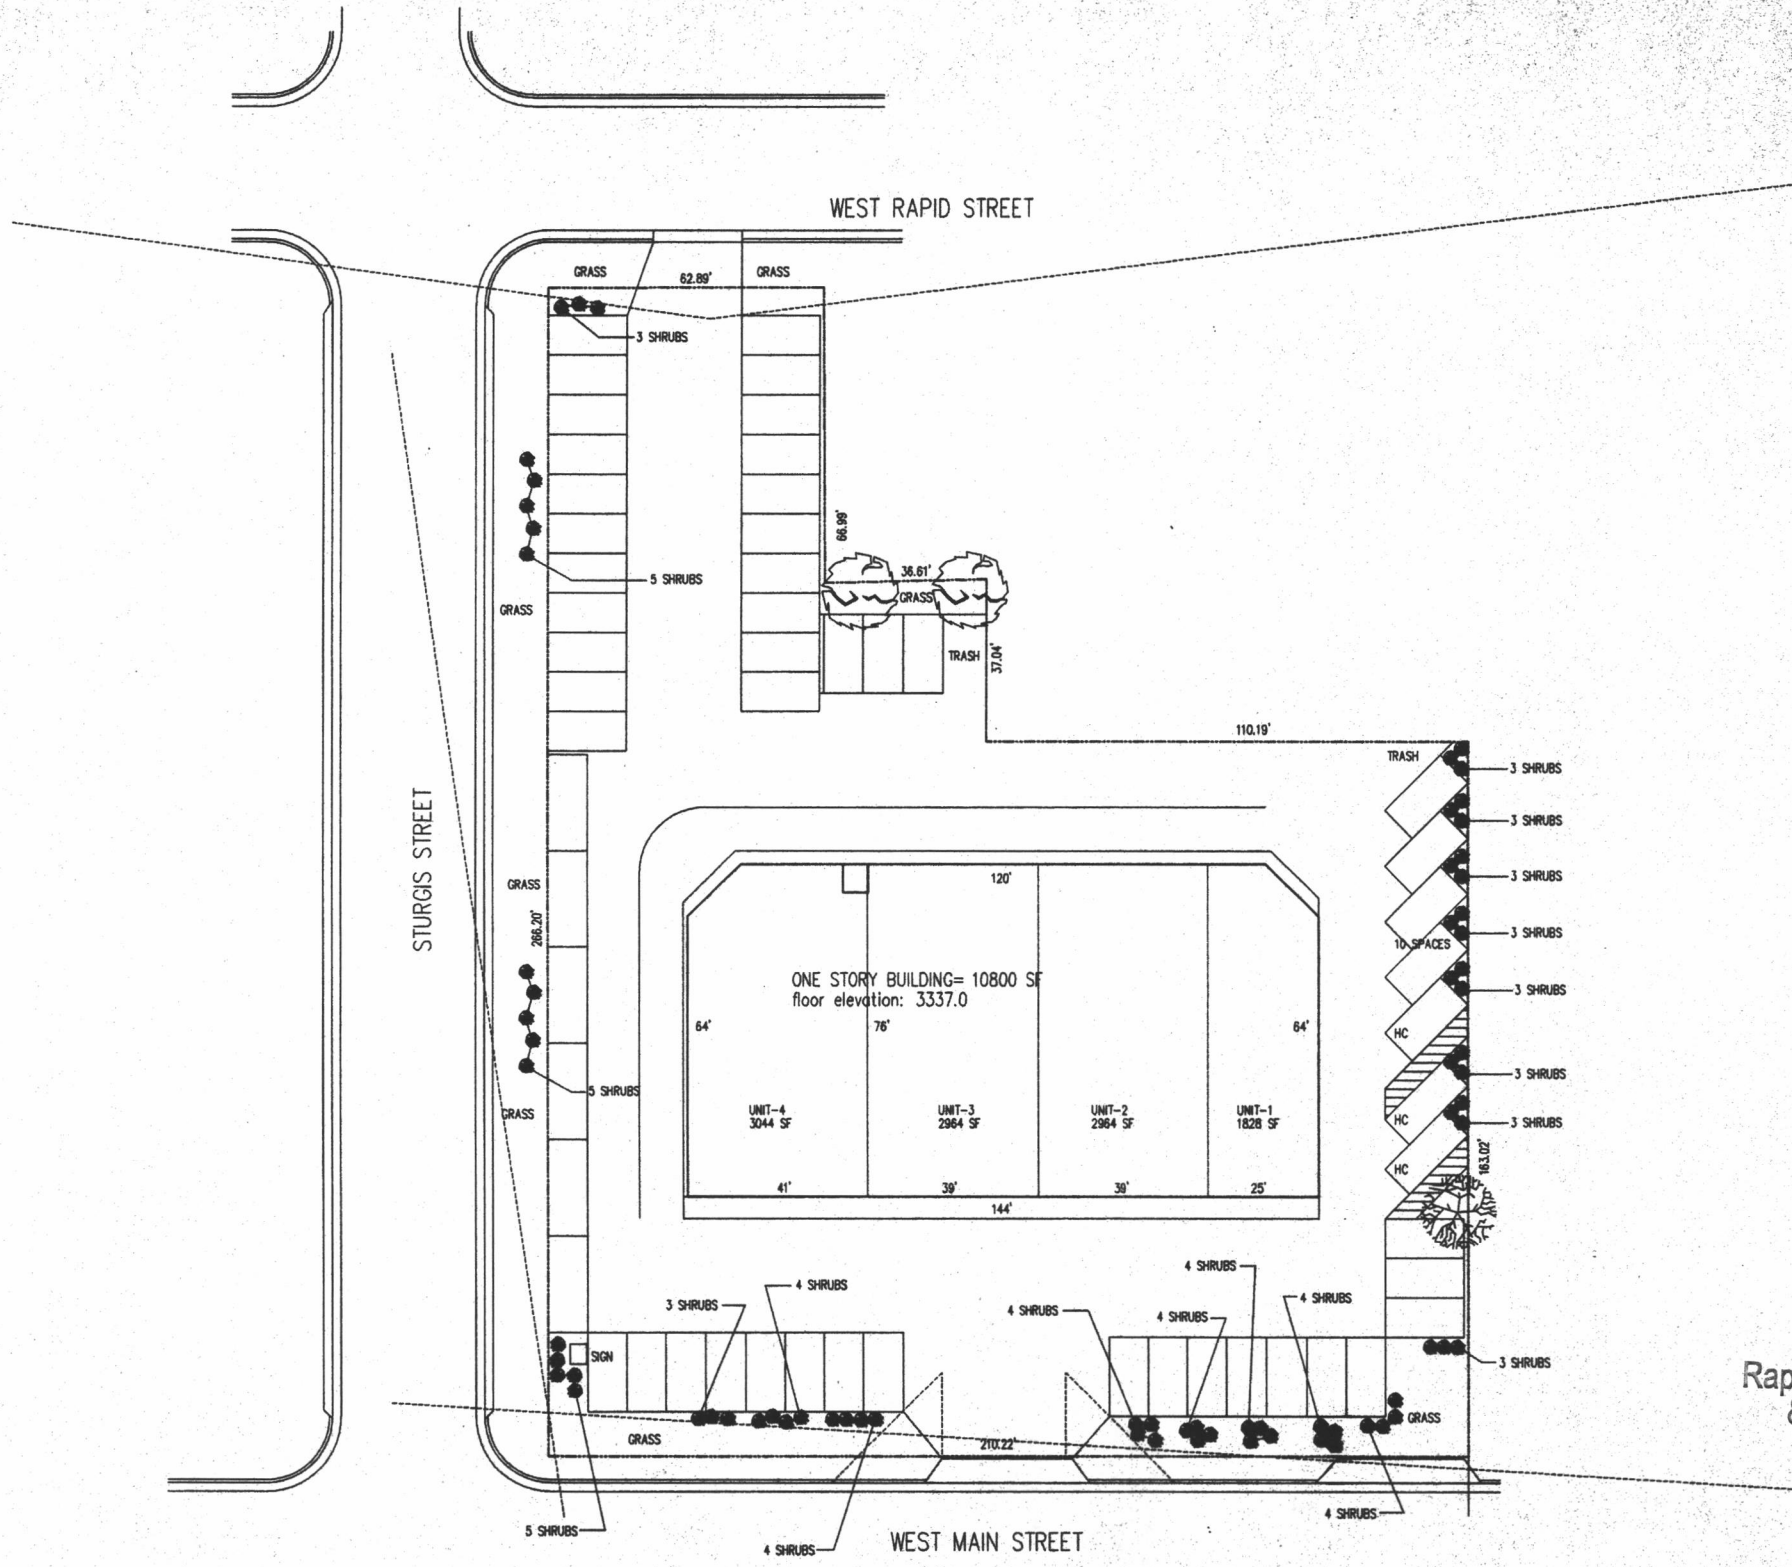 WEST RAPID STREET
GRASS
62.89'
GRASS
3 SHRUBS
66.99'
5 SHRUBS
36.61'
GRASS
GRASS
TRASH
37.04'
110.19'
TRASH
3 SHRUBS
STURGIS STREET
3 SHRUBS
GRASS
120'
3 SHRUBS
266.20'
3 SHRUBS
10 SPACES
ONE STORY BUILDING= 10800 SF
floor elevation: 3337.0
3 SHRUBS
64'
76'
64'
HC
3 SHRUBS
5 SHRUBS
GRASS
UNIT-4
3044 SF
UNIT-3
2964 SF
UNIT-2
2964 SF
UNIT-1
1828 SF
HC
3 SHRUBS
163.02'
HC
41'
39'
39'
25'
144'
4 SHRUBS
4 SHRUBS
3 SHRUBS
4 SHRUBS
4 SHRUBS
4 SHRUBS
SIGN
3 SHRUBS
Rap
GRASS
GRASS
210.22'
4 SHRUBS
5 SHRUBS
4 SHRUBS
WEST MAIN STREET